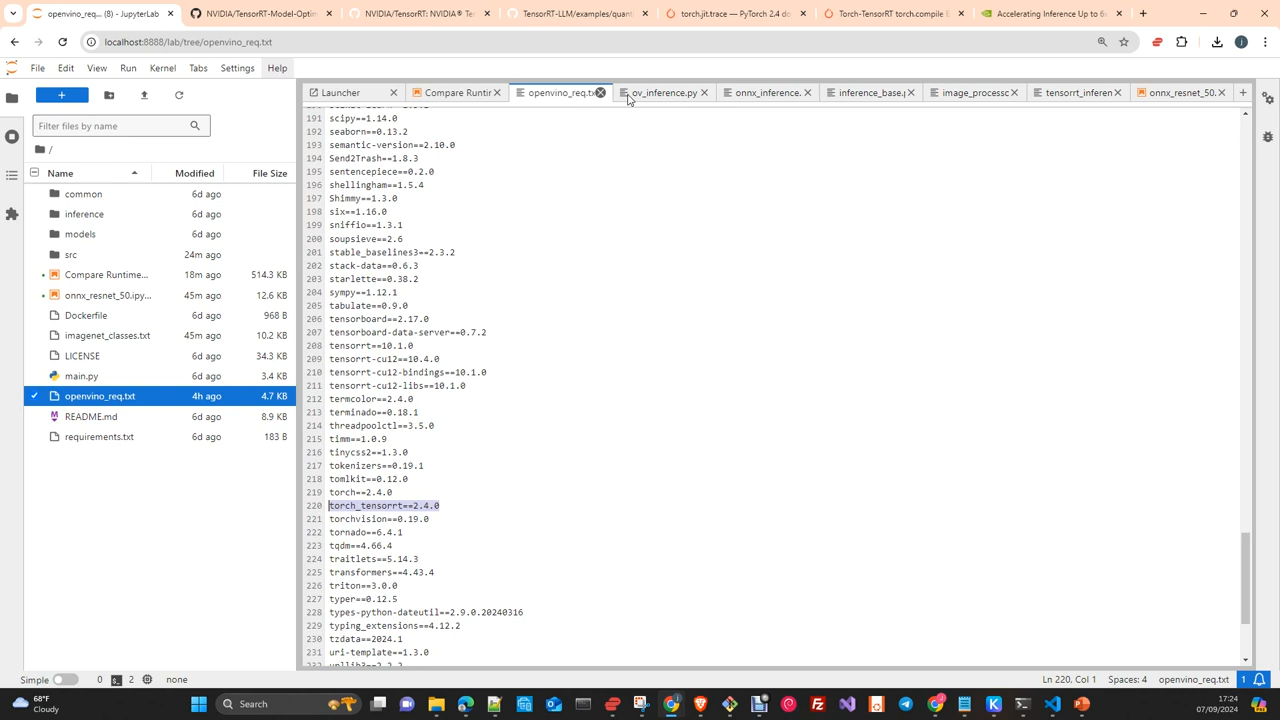 openvino_req... (8) - JupyterLab
NVIDIA/TensorRT-Model-Optim
NVIDIA/TensorRT: NVIDIA® T
TensorRT-LLM/examples/quan
torch.jit.trace — PyTorch 2.4 do
Torch-TensorRT torch.compile B
Accelerating Inference Up to 6x
localhost:8888/lab/tree/openvino_req.txt
File Edit View Run Kernel Tabs Settings Help
Launcher
Compare Runtir
openvino_req.tx
ov_inference.py
onnx_inference.
inference_base.p
image_processo
tensorrt_inferen
onnx_resnet_50.
Filter files by name
/
Name Modified File Size
common 6d ago
inference 6d ago
models 6d ago
src 24m ago
Compare Runtime... 18m ago 514.3 KB
onnx_resnet_50.ipy... 45m ago 12.6 KB
Dockerfile 6d ago 968 B
imagenet_classes.txt 45m ago 10.2 KB
LICENSE 6d ago 34.3 KB
main.py 6d ago 3.4 KB
openvino_req.txt 4h ago 4.7 KB
README.md 6d ago 8.9 KB
requirements.txt 6d ago 183 B
191 scipy==1.14.0
192 seaborn==0.13.2
193 semantic-version==2.10.0
194 Send2Trash==1.8.3
195 sentencepiece==0.2.0
196 shellingham==1.5.4
197 Shimmy==1.3.0
198 six==1.16.0
199 sniffio==1.3.1
200 soupsieve==2.6
201 stable_baselines3==2.3.2
202 stack-data==0.6.3
203 starlette==0.38.2
204 sympy==1.12.1
205 tabulate==0.9.0
206 tensorboard==2.17.0
207 tensorboard-data-server==0.7.2
208 tensorrt==10.1.0
209 tensorrt-cu12==10.4.0
210 tensorrt-cu12-bindings==10.1.0
211 tensorrt-cu12-libs==10.1.0
212 termcolor==2.4.0
213 terminado==0.18.1
214 threadpoolctl==3.5.0
215 timm==1.0.9
216 tinycss2==1.3.0
217 tokenizers==0.19.1
218 tomlkit==0.12.0
219 torch==2.4.0
220 torch_tensorrt==2.4.0
221 torchvision==0.19.0
222 tornado==6.4.1
223 tqdm==4.66.4
224 traitlets==5.14.3
225 transformers==4.43.4
226 triton==3.0.0
227 typer==0.12.5
228 types-python-dateutil==2.9.0.20240316
229 typing_extensions==4.12.2
230 tzdata==2024.1
231 uri-template==1.3.0
232 urllib3==2.2.2
Simple 0 2 none
Ln 220, Col 1 Spaces: 4 openvino_req.txt 1
68°F
Cloudy
Search
17:24
07/09/2024